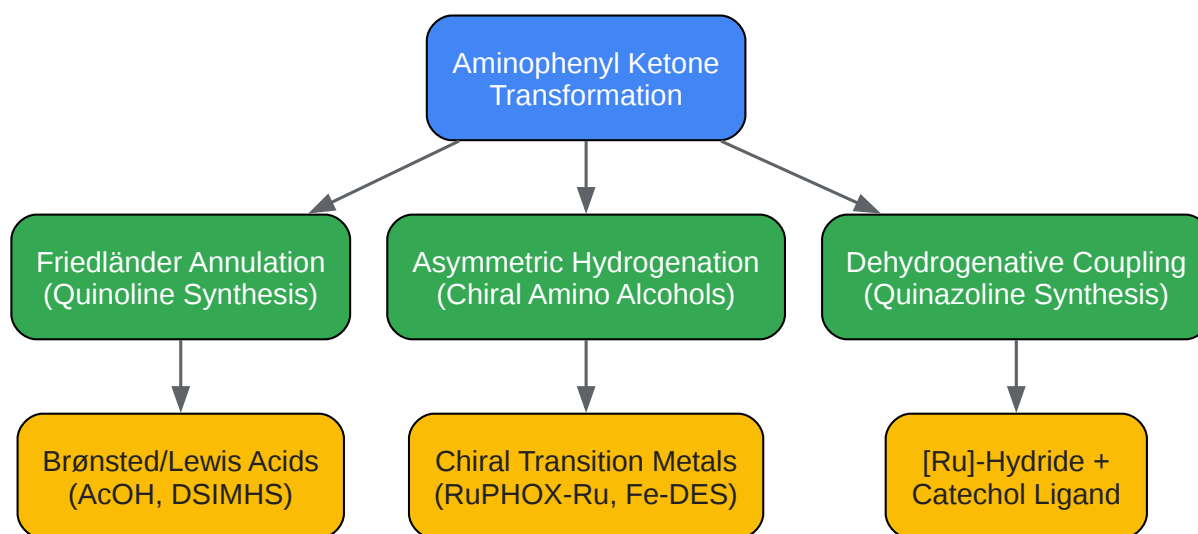 Aminophenyl Ketone
Transformation
Friedländer Annulation
(Quinoline Synthesis)
Asymmetric Hydrogenation
(Chiral Amino Alcohols)
Dehydrogenative Coupling
(Quinazoline Synthesis)
Brønsted/Lewis Acids
(AcOH, DSIMHS)
Chiral Transition Metals
(RuPHOX-Ru, Fe-DES)
[Ru]-Hydride +
Catechol Ligand